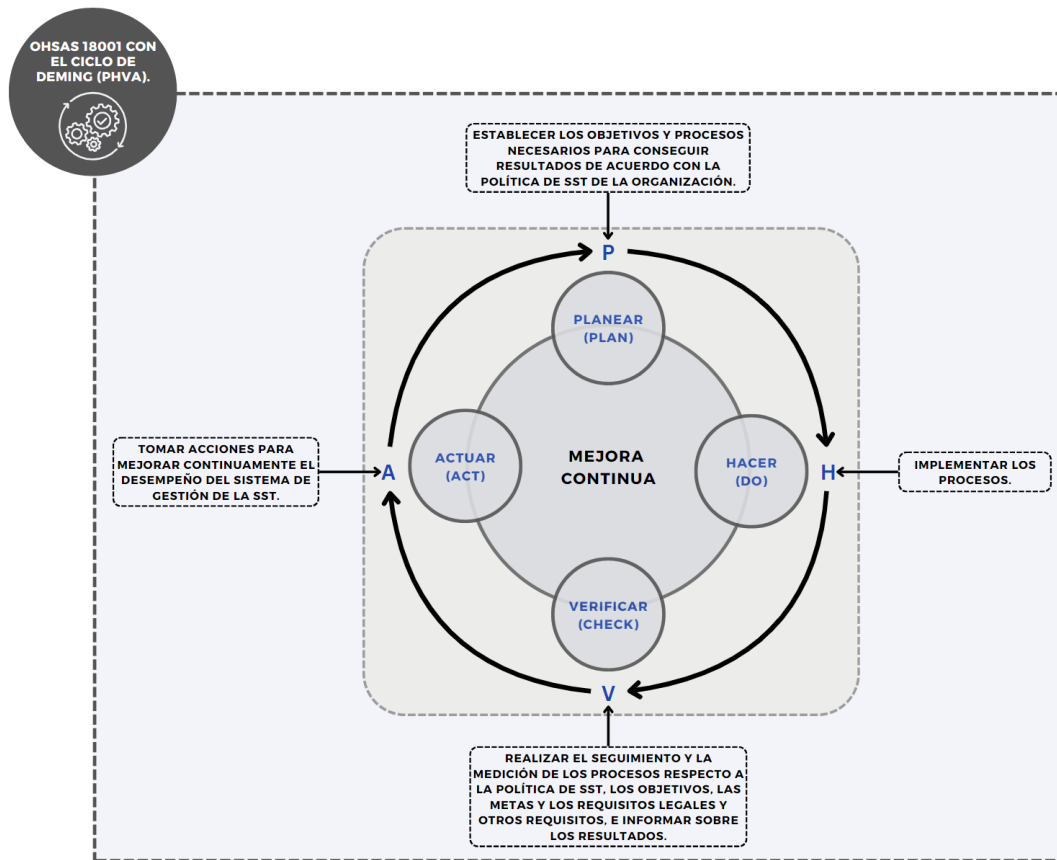 OHSAS 18001 CON
EL CICLO DE
DEMING (PHVA).
ESTABLECER LOS OBJETIVOS Y PROCESOS
NECESARIOS PARA CONSEGUIR
RESULTADOS DE ACUERDO CON LA
POLÍTICA DE SST DE LA ORGANIZACIÓN.
P
PLANEAR
(PLAN)
TOMAR ACCIONES PARA
MEJORAR CONTINUAMENTE EL
DESEMPEÑO DEL SISTEMA DE
GESTIÓN DE LA SST.
A
ACTUAR
(ACT)
MEJORA
CONTINUA
HACER
(DO)
H
IMPLEMENTAR LOS
PROCESOS.
VERIFICAR
(CHECK)
V
REALIZAR EL SEGUIMIENTO Y LA
MEDICIÓN DE LOS PROCESOS RESPECTO A
LA POLÍTICA DE SST, LOS OBJETIVOS, LAS
METAS Y LOS REQUISITOS LEGALES Y
OTROS REQUISITOS, E INFORMAR SOBRE
LOS RESULTADOS.